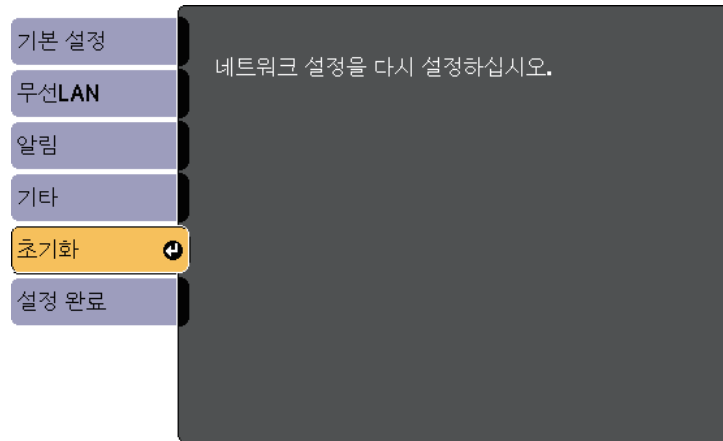 기본 설정
무선LAN
알림
기타
초기화
설정 완료
네트워크 설정을 다시 설정하십시오.